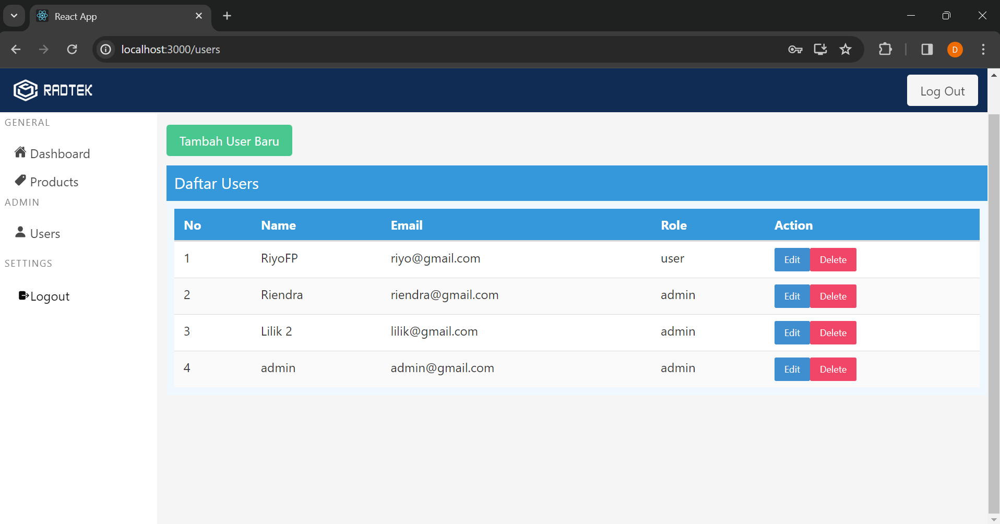 React App
localhost:3000/users
D
RADTEK
Log Out
GENERAL
Dashboard
Products
ADMIN
Users
SETTINGS
Logout
Tambah User Baru
Daftar Users
No Name Email Role Action
1 RiyoFP riyo@gmail.com user Edit Delete
2 Riendra riendra@gmail.com admin Edit Delete
3 Lilik 2 lilik@gmail.com admin Edit Delete
4 admin admin@gmail.com admin Edit Delete